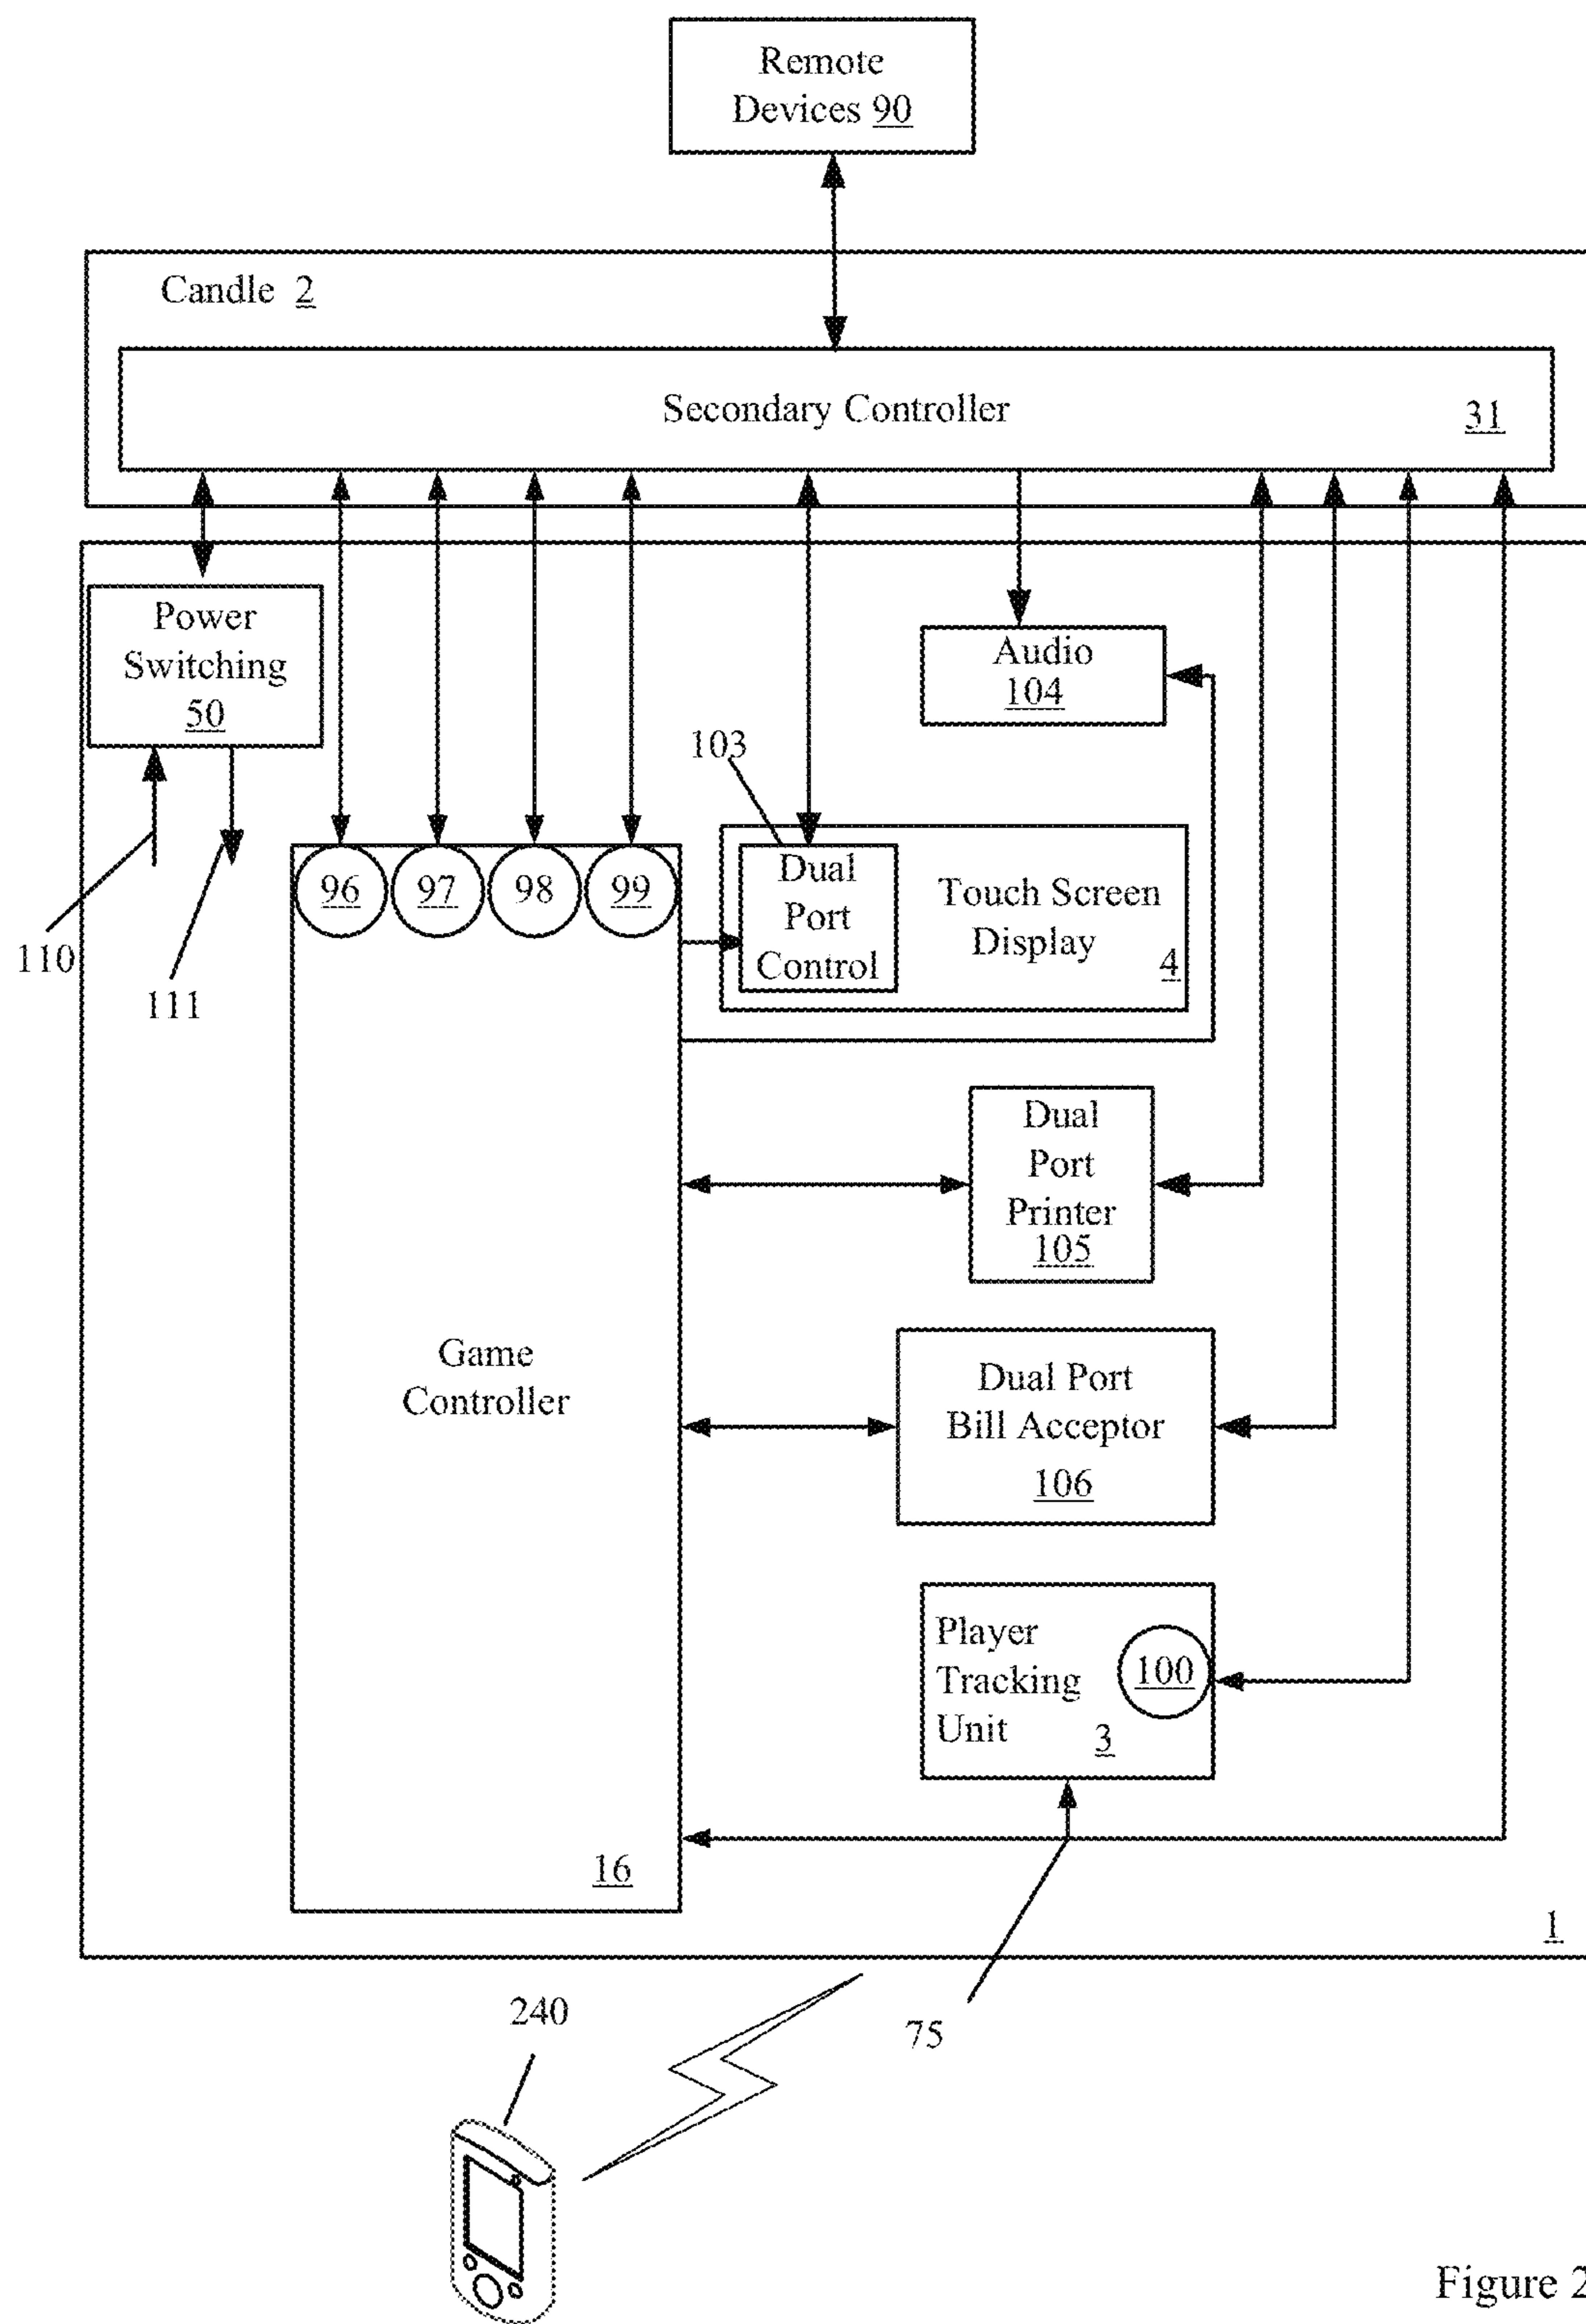 Remote
Devices 90
Candle 2
Secondary Controller
31
Power
Switching
50
Audio
104
103
110
111
96 97 98 99
Dual
Port
Control
Touch Screen
Display
4
Dual
Port
Printer
105
Game
Controller
Dual Port
Bill Acceptor
106
Player
Tracking
Unit
100
3
16
1
75
240
Figure 2